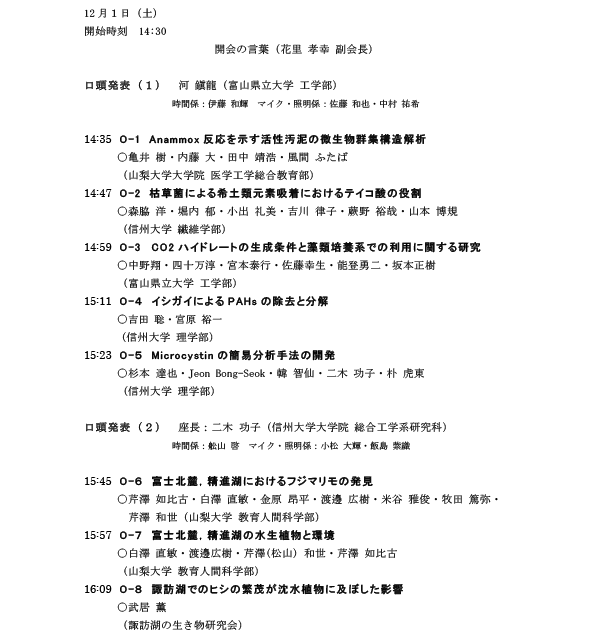 12月1日（土）
開始時刻　14:30
開会の言葉（花里 孝幸 副会長）
口頭発表（１）　河 鎭龍（富山県立大学 工学部）
時間係：伊藤 和輝　マイク・照明係：佐藤 和也・中村 祐希
14:35 O-1 Anammox 反応を示す活性汚泥の微生物群集構造解析
○亀井 樹・内藤 大・田中 靖浩・風間 ふたば
（山梨大学大学院 医学工学総合教育部）
14:47 O-2 枯草菌による希土類元素吸着におけるテイコ酸の役割
○森脇 洋・堀内 郁・小出 礼美・吉川 律子・蕨野 裕哉・山本 博規
（信州大学 繊維学部）
14:59 O-3 CO2 ハイドレートの生成条件と藻類培養系での利用に関する研究
○中野翔・四十万淳・宮本泰行・佐藤幸生・能登勇二・坂本正樹
（富山県立大学 工学部）
15:11 O-4 イシガイによる PAHs の除去と分解
○吉田 聡・宮原 裕一
（信州大学 理学部）
15:23 O-5 Microcystin の簡易分析手法の開発
○杉本 達也・Jeon Bong-Seok・韓 智仙・二木 功子・朴 虎東
（信州大学 理学部）
口頭発表（２）　座長：二木 功子（信州大学大学院 総合工学系研究科）
時間係：舩山 啓　マイク・照明係：小松 大輝・飯島 紫織
15:45 O-6 富士北麓，精進湖におけるフジマリモの発見
○芹澤 如比古・白澤 直敏・金原 昂平・渡邊 広樹・米谷 雅俊・牧田 篤弥・
芹澤 和世（山梨大学 教育人間科学部）
15:57 O-7 富士北麓，精進湖の水生植物と環境
○白澤 直敏・渡邊広樹・芹澤(松山) 和世・芹澤 如比古
（山梨大学 教育人間科学部）
16:09 O-8 諏訪湖でのヒシの繁茂が沈水植物に及ぼした影響
○武居 薫
（諏訪湖の生き物研究会）